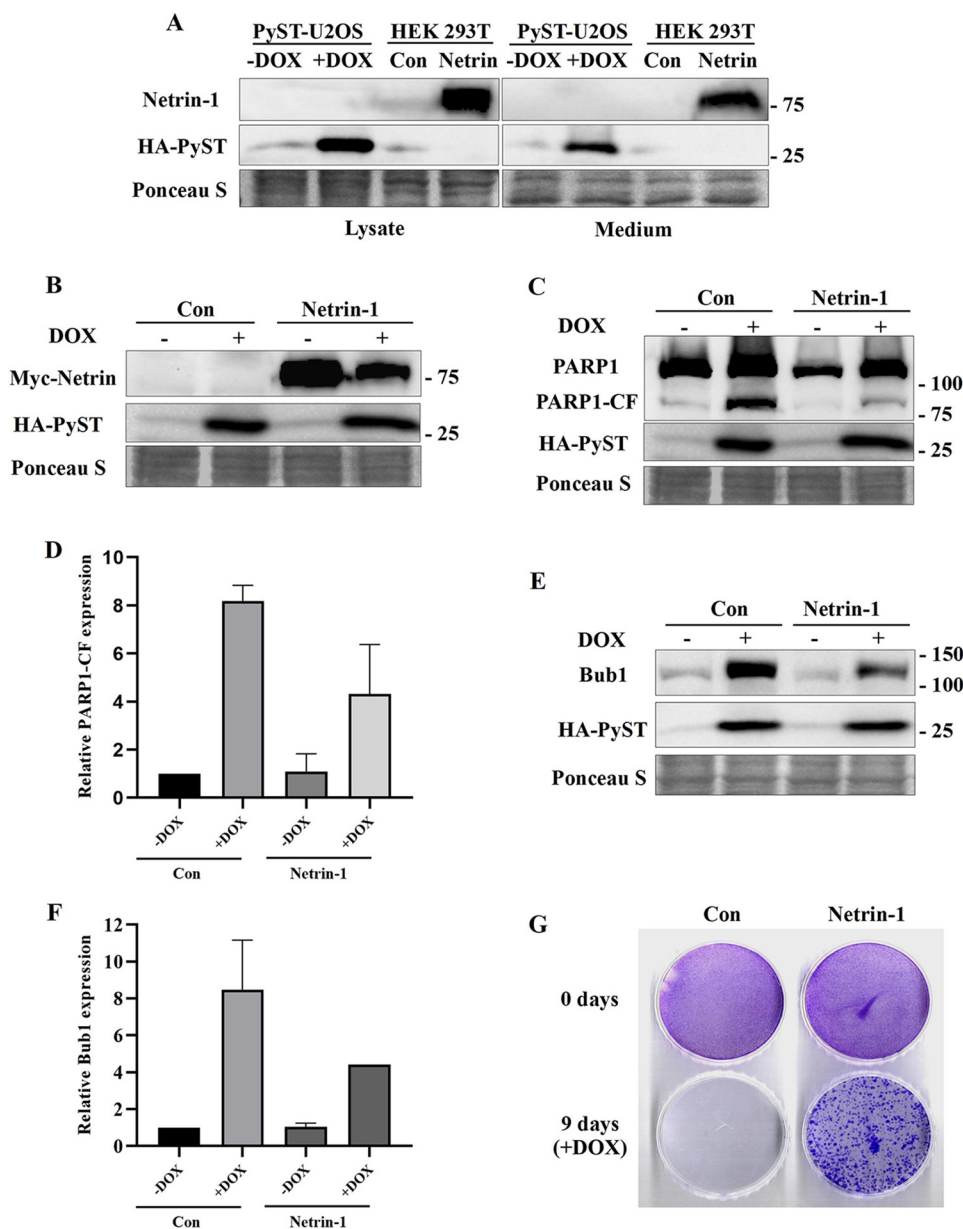 A
PyST-U2OS HEK 293T PyST-U2OS HEK 293T
-DOX +DOX Con Netrin -DOX +DOX Con Netrin
Netrin-1 - 75
HA-PyST - 25
Ponceau S
Lysate Medium
B
Con Netrin-1
DOX - + - +
Myc-Netrin - 75
HA-PyST - 25
Ponceau S
C
Con Netrin-1
DOX - + - +
PARP1 - 100
PARP1-CF - 75
HA-PyST - 25
Ponceau S
D
Relative PARP1-CF expression
10
8
6
4
2
0
-DOX +DOX -DOX +DOX
Con Netrin-1
E
Con Netrin-1
DOX - + - +
- 150
Bub1
- 100
HA-PyST - 25
Ponceau S
F
Relative Bub1 expression
12
10
8
6
4
2
0
-DOX +DOX -DOX +DOX
Con Netrin-1
G
Con Netrin-1
0 days
9 days
(+DOX)